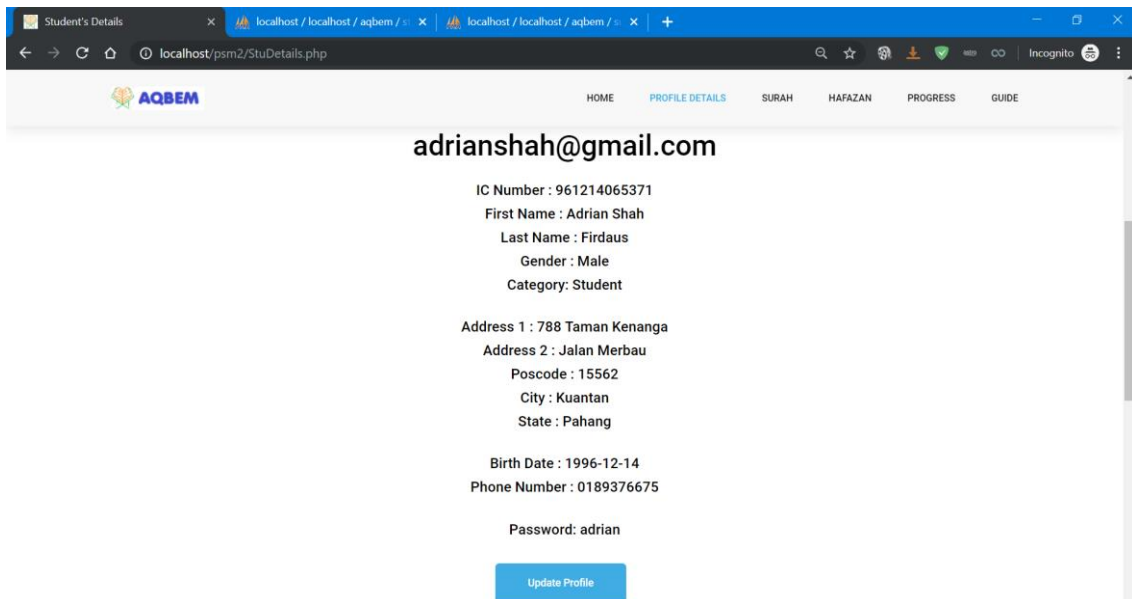 Student's Details
localhost / localhost / aqbem / s
localhost / localhost / aqbem / s
localhost/psm2/StuDetails.php
Incognito
AQBEM
HOME
PROFILE DETAILS
SURAH
HAFAZAN
PROGRESS
GUIDE
adrianshah@gmail.com
IC Number : 961214065371
First Name : Adrian Shah
Last Name : Firdaus
Gender : Male
Category: Student
Address 1 : 788 Taman Kenanga
Address 2 : Jalan Merbau
Poscode : 15562
City : Kuantan
State : Pahang
Birth Date : 1996-12-14
Phone Number : 0189376675
Password: adrian
Update Profile